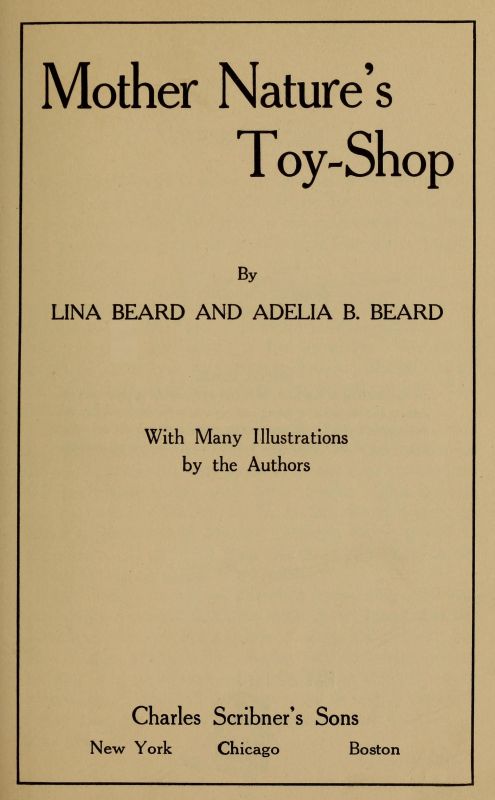 Mother Nature's
Toy-Shop
By
LINA BEARD AND ADELIA B. BEARD
With Many Illustrations
by the Authors
Charles Scribner's Sons
New York Chicago Boston